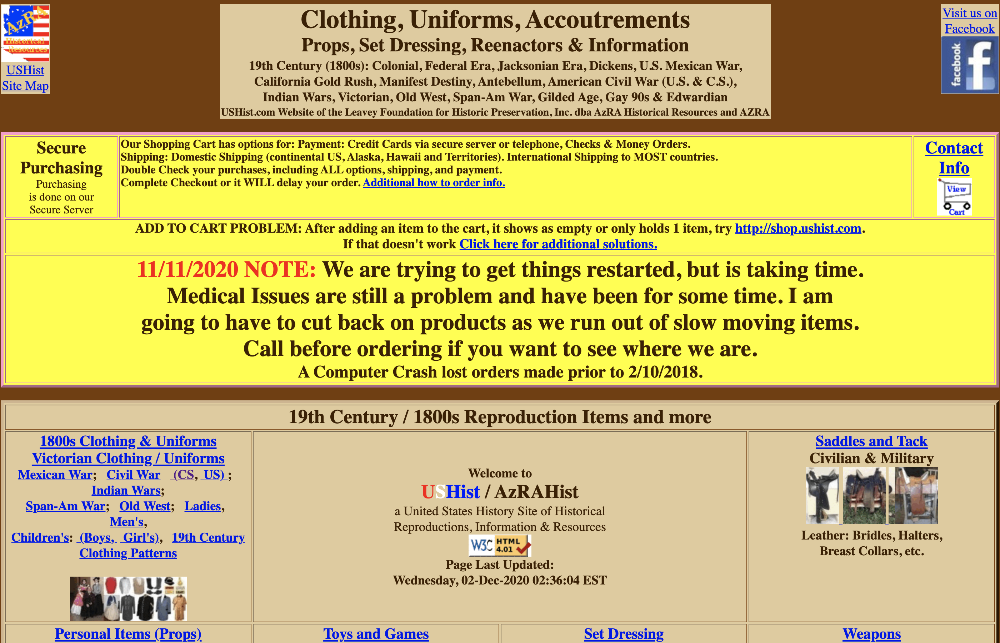 AzRA
Historical
Resources
USHist
Site Map
Clothing, Uniforms, Accoutrements
Props, Set Dressing, Reenactors & Information
19th Century (1800s): Colonial, Federal Era, Jacksonian Era, Dickens, U.S. Mexican War,
California Gold Rush, Manifest Destiny, Antebellum, American Civil War (U.S. & C.S.),
Indian Wars, Victorian, Old West, Span-Am War, Gilded Age, Gay 90s & Edwardian
USHist.com Website of the Leavey Foundation for Historic Preservation, Inc. dba AzRA Historical Resources and AZRA
Visit us on
Facebook
facebook
f
Secure
Purchasing
Purchasing
is done on our
Secure Server
Our Shopping Cart has options for: Payment: Credit Cards via secure server or telephone, Checks & Money Orders.
Shipping: Domestic Shipping (continental US, Alaska, Hawaii and Territories). International Shipping to MOST countries.
Double Check your purchases, including ALL options, shipping, and payment.
Complete Checkout or it WILL delay your order. Additional how to order info.
Contact
Info
View
Cart
ADD TO CART PROBLEM: After adding an item to the cart, it shows as empty or only holds 1 item, try http://shop.ushist.com.
If that doesn't work Click here for additional solutions.
11/11/2020 NOTE: We are trying to get things restarted, but is taking time.
Medical Issues are still a problem and have been for some time. I am
going to have to cut back on products as we run out of slow moving items.
Call before ordering if you want to see where we are.
A Computer Crash lost orders made prior to 2/10/2018.
19th Century / 1800s Reproduction Items and more
1800s Clothing & Uniforms
Victorian Clothing / Uniforms
Mexican War; Civil War (CS, US) ;
Indian Wars;
Span-Am War; Old West; Ladies,
Men's,
Children's: (Boys, Girl's), 19th Century
Clothing Patterns
Welcome to
USHist / AzRAHist
a United States History Site of Historical
Reproductions, Information & Resources
W3C HTML
4.01
Page Last Updated:
Wednesday, 02-Dec-2020 02:36:04 EST
Saddles and Tack
Civilian & Military
Leather: Bridles, Halters,
Breast Collars, etc.
Personal Items (Props)
Toys and Games
Set Dressing
Weapons